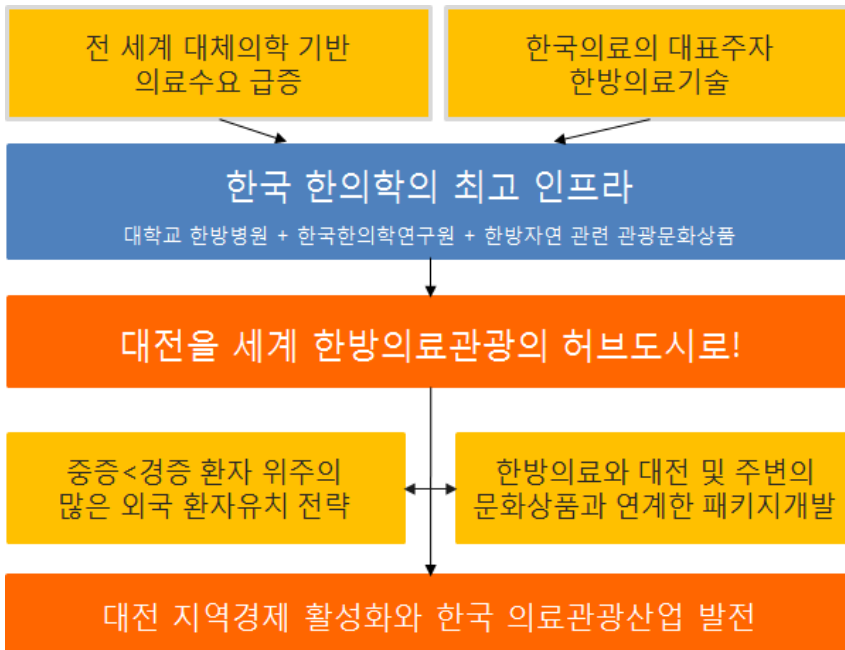 전 세계 대체의학 기반
의료수요 급증
한국의료의 대표주자
한방의료기술
한국 한의학의 최고 인프라
대학교 한방병원 + 한국한의학연구원 + 한방자연 관련 관광문화상품
대전을 세계 한방의료관광의 허브도시로!
중증<경증 환자 위주의
많은 외국 환자유치 전략
한방의료와 대전 및 주변의
문화상품과 연계한 패키지개발
대전 지역경제 활성화와 한국 의료관광산업 발전